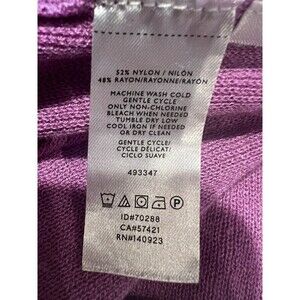 52% NYLON / NILÓN
48% RAYON/RAYONNE/RAYÓN
MACHINE WASH COLD
GENTLE CYCLE
ONLY NON-CHLORINE
BLEACH WHEN NEEDED
TUMBLE DRY LOW
COOL IRON IF NEEDED
OR DRY CLEAN
GENTLE CYCLE/
CYCLE DÉLICAT/
CICLO SUAVE
493347
ID#70288
CA#57421
RN#140923